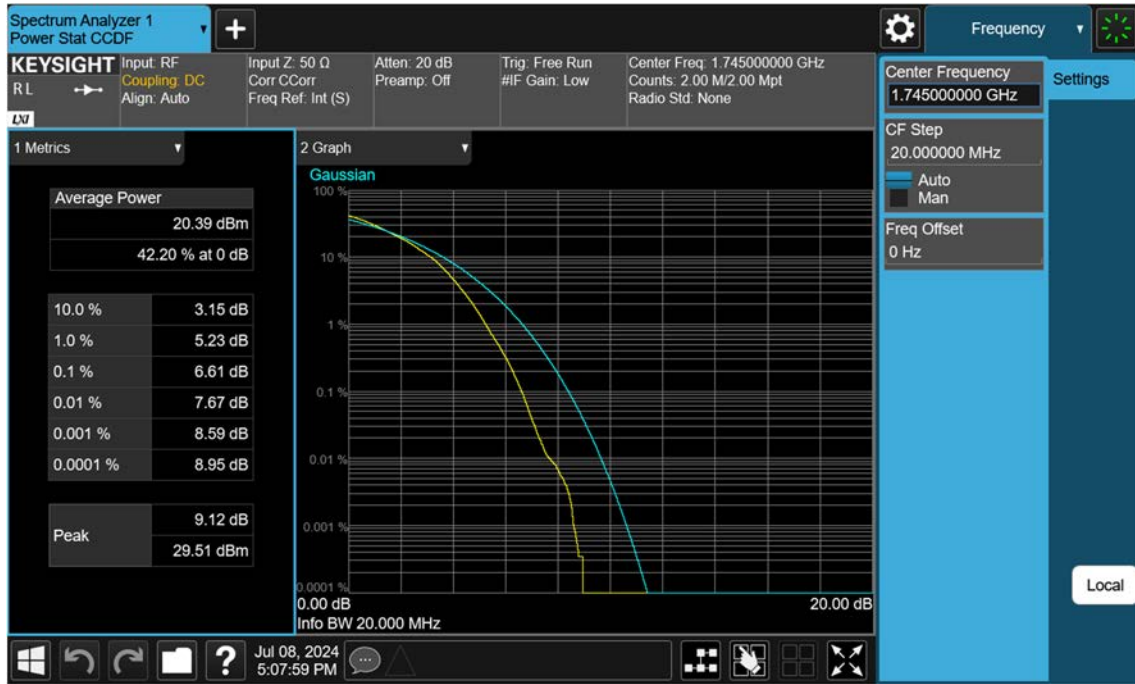 Spectrum Analyzer 1
Power Stat CCDF
+
Frequency
KEYSIGHT
RL
LXI
Input: RF
Coupling: DC
Align: Auto
Input Z: 50 Ω
Corr CCorr
Freq Ref: Int (S)
Atten: 20 dB
Preamp: Off
Trig: Free Run
#IF Gain: Low
Center Freq: 1.745000000 GHz
Counts: 2.00 M/2.00 Mpt
Radio Std: None
Center Frequency
1.745000000 GHz
Settings
CF Step
20.000000 MHz
Auto
Man
Freq Offset
0 Hz
1 Metrics
Average Power
20.39 dBm
42.20 % at 0 dB
10.0 % 3.15 dB
1.0 % 5.23 dB
0.1 % 6.61 dB
0.01 % 7.67 dB
0.001 % 8.59 dB
0.0001 % 8.95 dB
Peak 9.12 dB
29.51 dBm
2 Graph
Gaussian
100 %
10 %
1 %
0.1 %
0.01 %
0.001 %
0.0001 %
0.00 dB 20.00 dB
Info BW 20.000 MHz
Local
?
Jul 08, 2024
5:07:59 PM